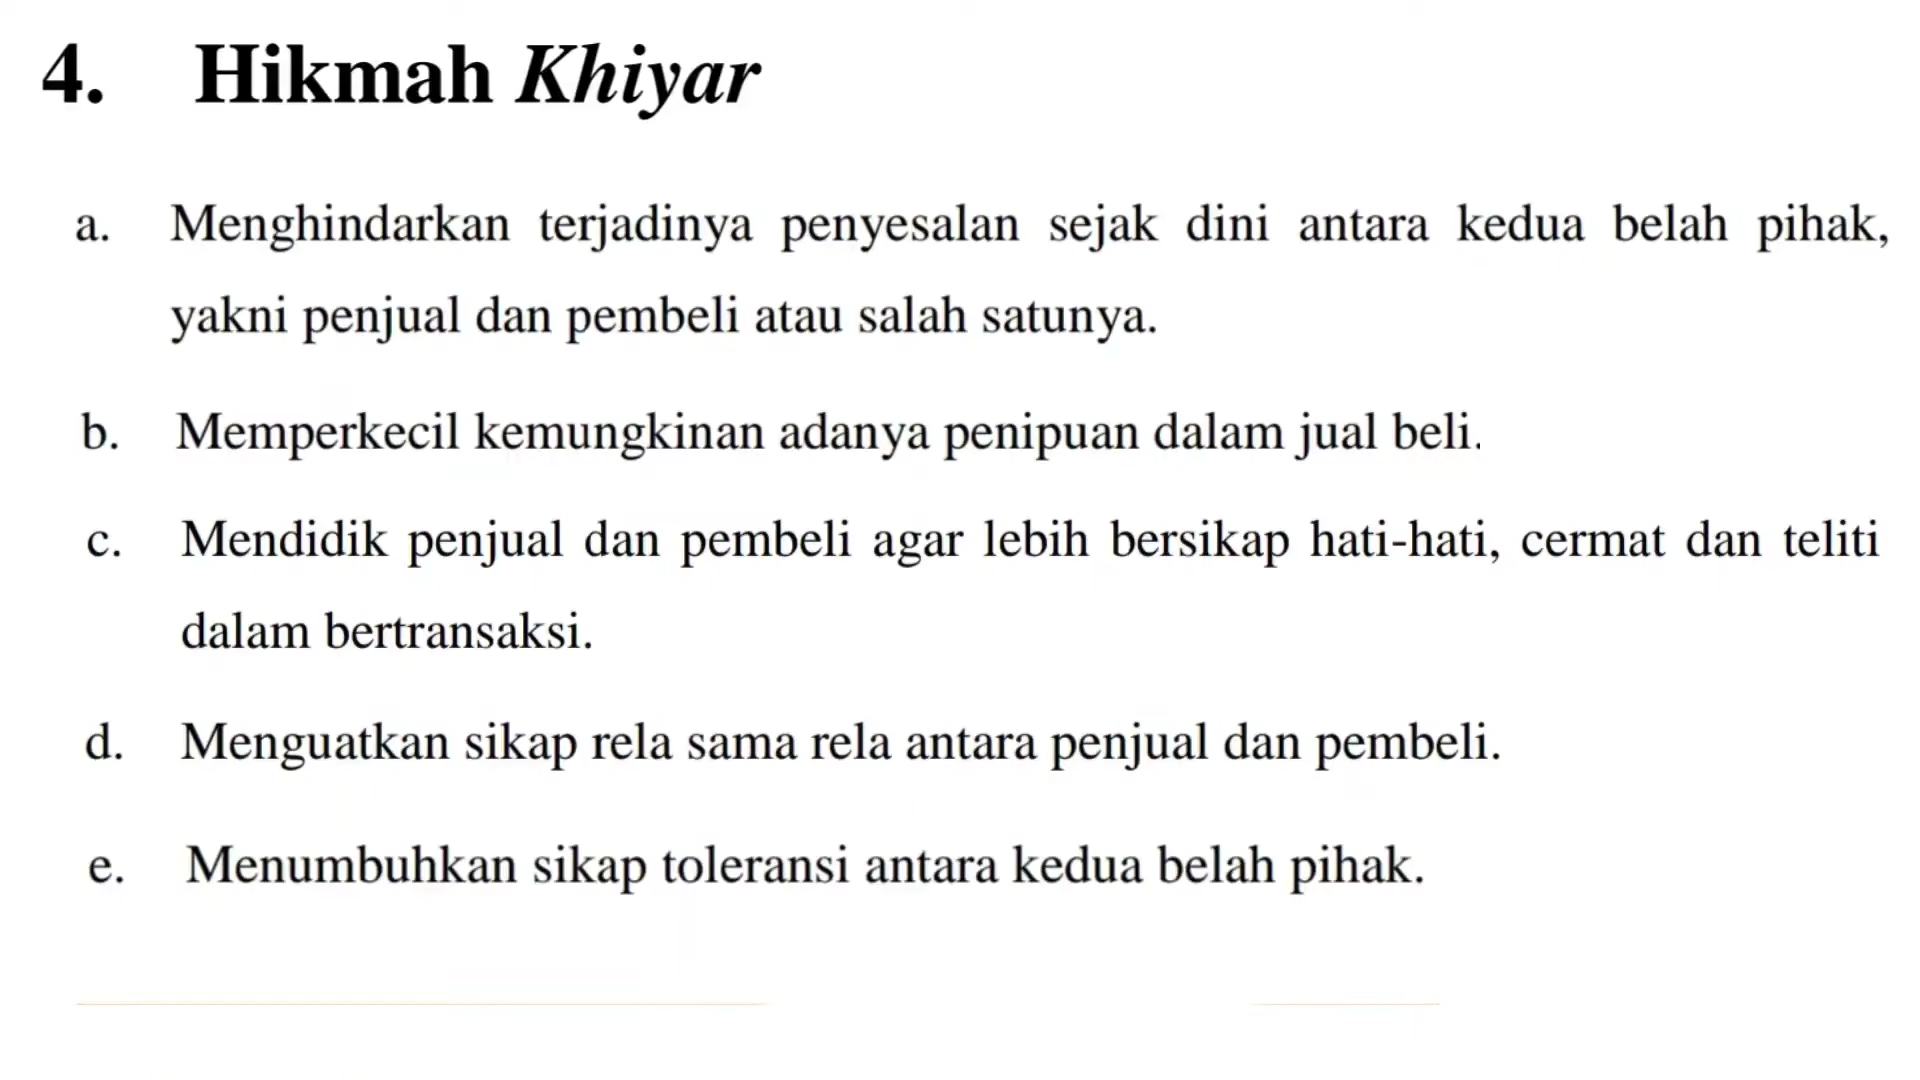 4. Hikmah Khiyar
a. Menghindarkan terjadinya penyesalan sejak dini antara kedua belah pihak,
yakni penjual dan pembeli atau salah satunya.
b. Memperkecil kemungkinan adanya penipuan dalam jual beli.
c. Mendidik penjual dan pembeli agar lebih bersikap hati-hati, cermat dan teliti
dalam bertransaksi.
d. Menguatkan sikap rela sama rela antara penjual dan pembeli.
e. Menumbuhkan sikap toleransi antara kedua belah pihak.